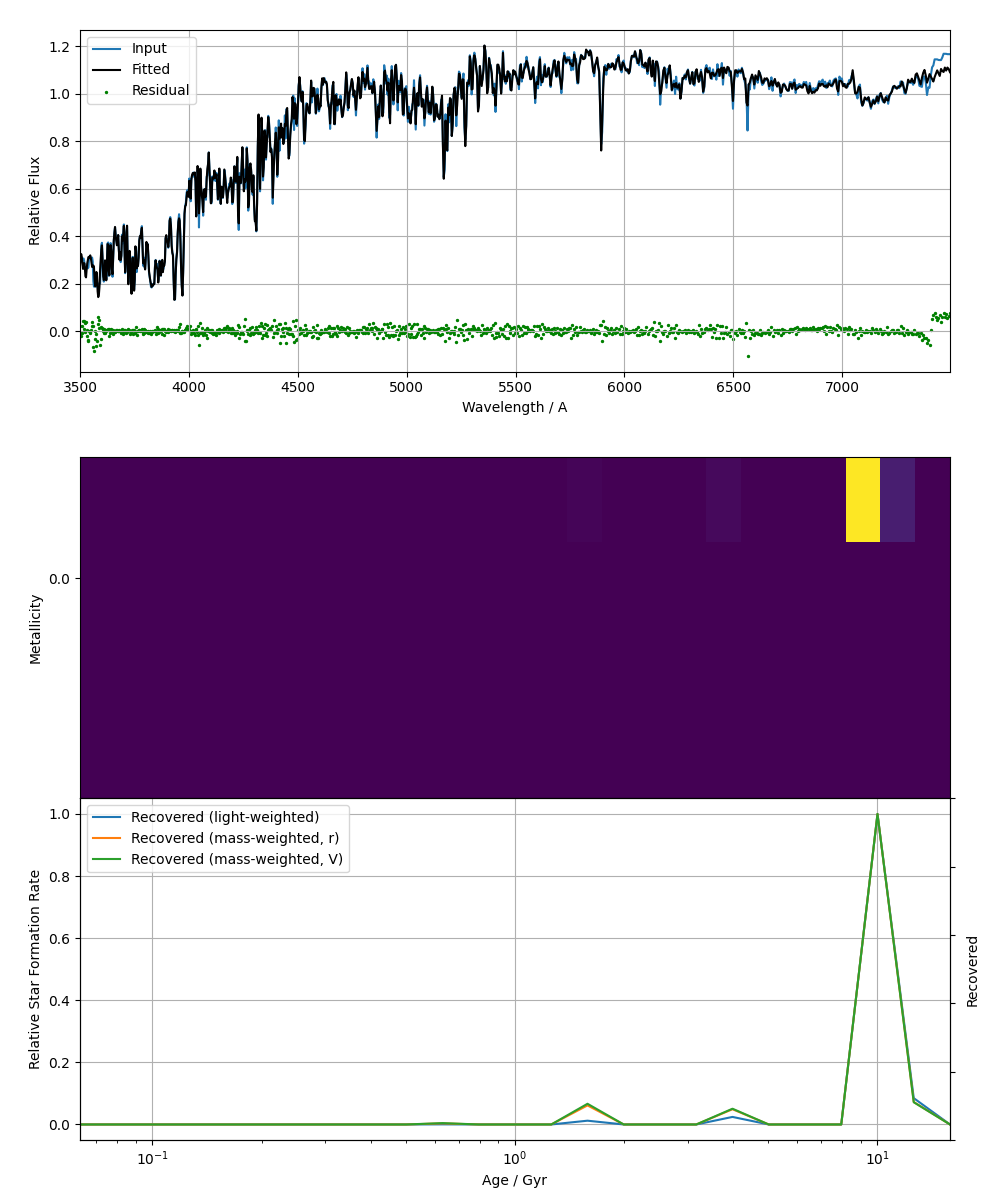 Input
Fitted
Residual
1.2
1.0
0.8
0.6
0.4
0.2
0.0
Relative Flux
3500 4000 4500 5000 5500 6000 6500 7000
Wavelength / A
0.0
Metallicity
Recovered (light-weighted)
Recovered (mass-weighted, r)
Recovered (mass-weighted, V)
1.0
0.8
0.6
0.4
0.2
0.0
Relative Star Formation Rate
Recovered
10⁻¹ 10⁰ 10¹
Age / Gyr